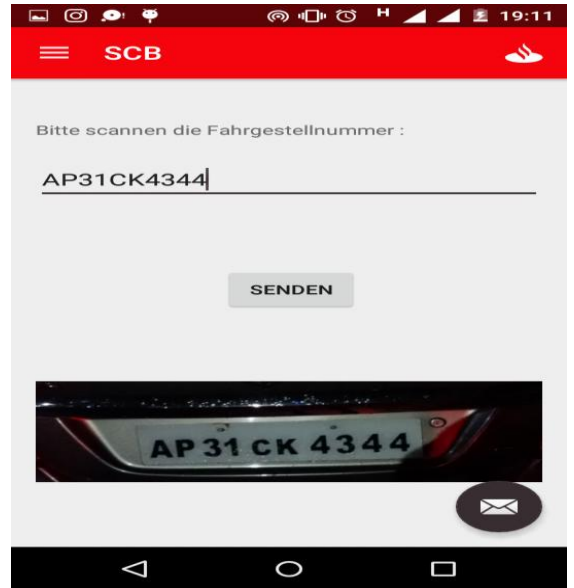 H 19:11
SCB
Bitte scannen die Fahrgestellnummer :
AP31CK4344
SENDEN
AP 31 CK 4344